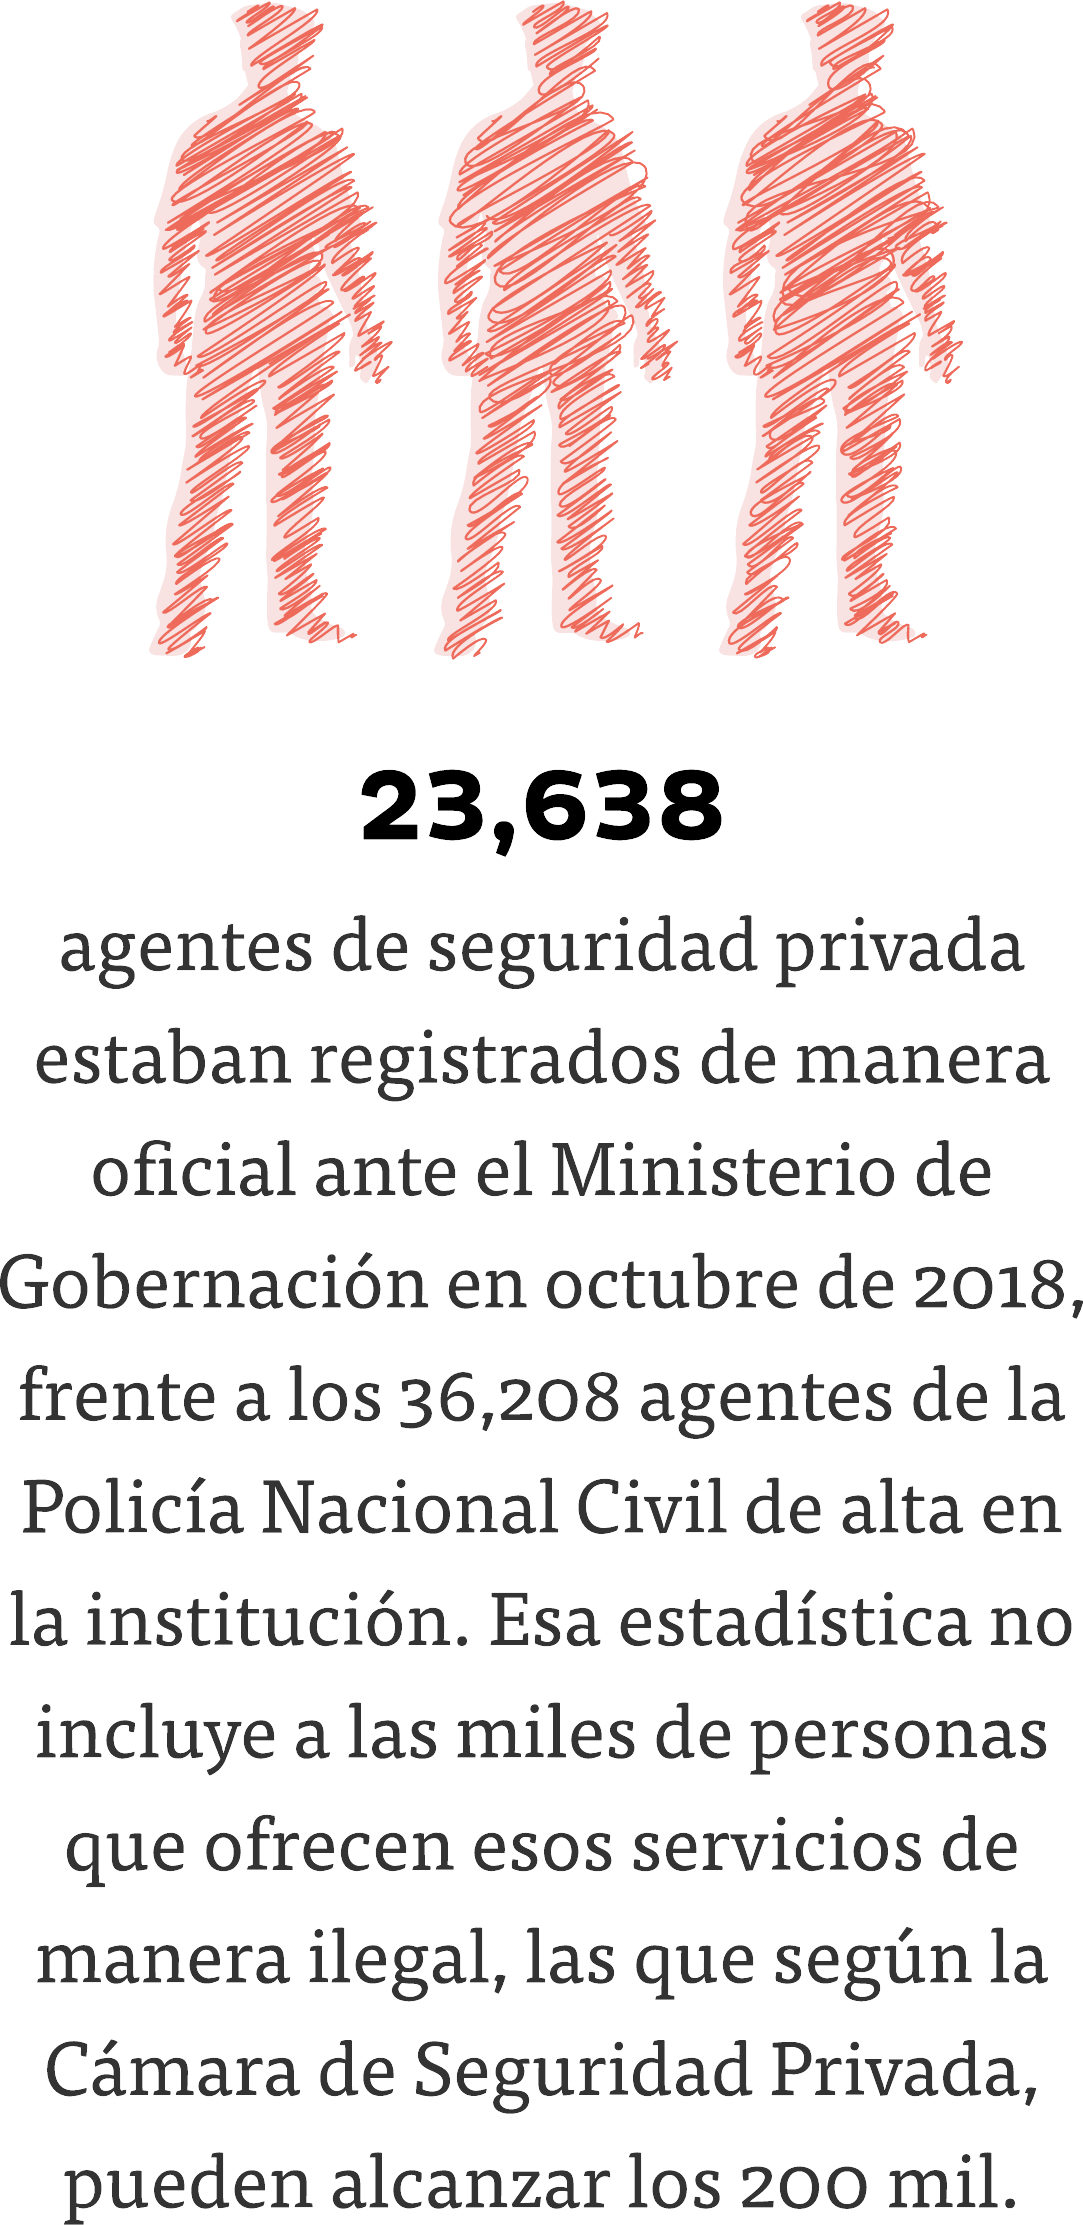 23,638
agentes de seguridad privada
estaban registrados de manera
oficial ante el Ministerio de
Gobernación en octubre de 2018,
frente a los 36,208 agentes de la
Policía Nacional Civil de alta en
la institución. Esa estadística no
incluye a las miles de personas
que ofrecen esos servicios de
manera ilegal, las que según la
Cámara de Seguridad Privada,
pueden alcanzar los 200 mil.